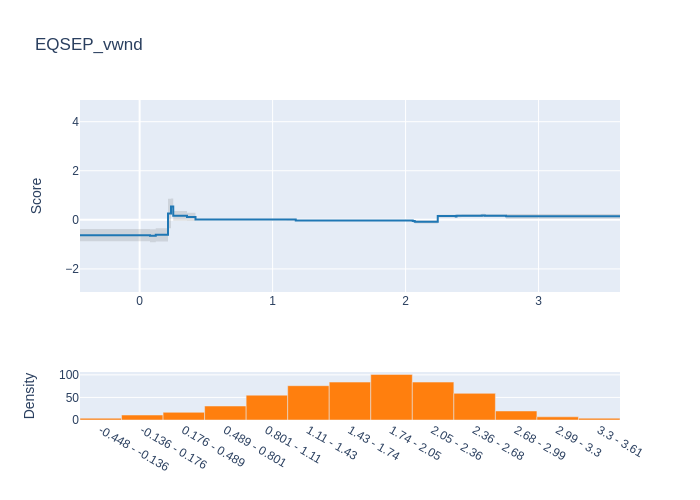 EQSEP_vwnd
Score
4
2
0
−2
0
1
2
3
Density
100
50
0
-0.448 - -0.136
-0.136 - 0.176
0.176 - 0.489
0.489 - 0.801
0.801 - 1.11
1.11 - 1.43
1.43 - 1.74
1.74 - 2.05
2.05 - 2.36
2.36 - 2.68
2.68 - 2.99
2.99 - 3.3
3.3 - 3.61